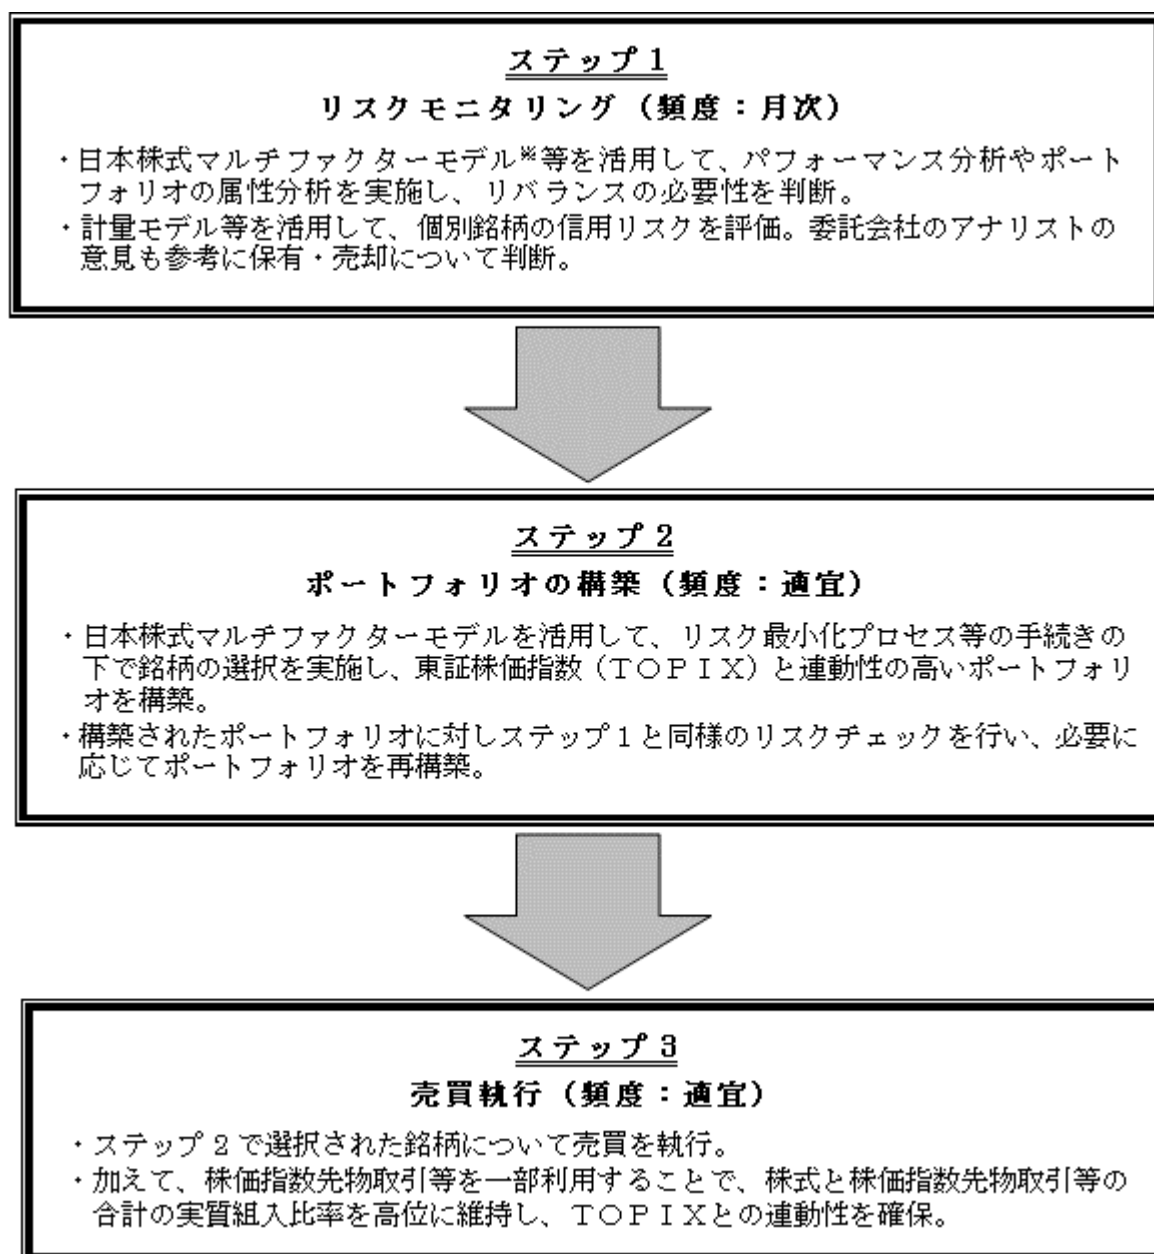 ステップ1
リスクモニタリング（頻度：月次）
・日本株式マルチファクターモデル※等を活用して、パフォーマンス分析やポート
フォリオの属性分析を実施し、リバランスの必要性を判断。
・計量モデル等を活用して、個別銘柄の信用リスクを評価。委託会社のアナリストの
意見も参考に保有・売却について判断。
ステップ2
ポートフォリオの構築（頻度：適宜）
・日本株式マルチファクターモデルを活用して、リスク最小化プロセス等の手続きの
下で銘柄の選択を実施し、東証株価指数（ＴＯＰＩＸ）と連動性の高いポートフォリ
オを構築。
・構築されたポートフォリオに対しステップ1と同様のリスクチェックを行い、必要に
応じてポートフォリオを再構築。
ステップ3
売買執行（頻度：適宜）
・ステップ2で選択された銘柄について売買を執行。
・加えて、株価指数先物取引等を一部利用することで、株式と株価指数先物取引等の
合計の実質組入比率を高位に維持し、ＴＯＰＩＸとの連動性を確保。